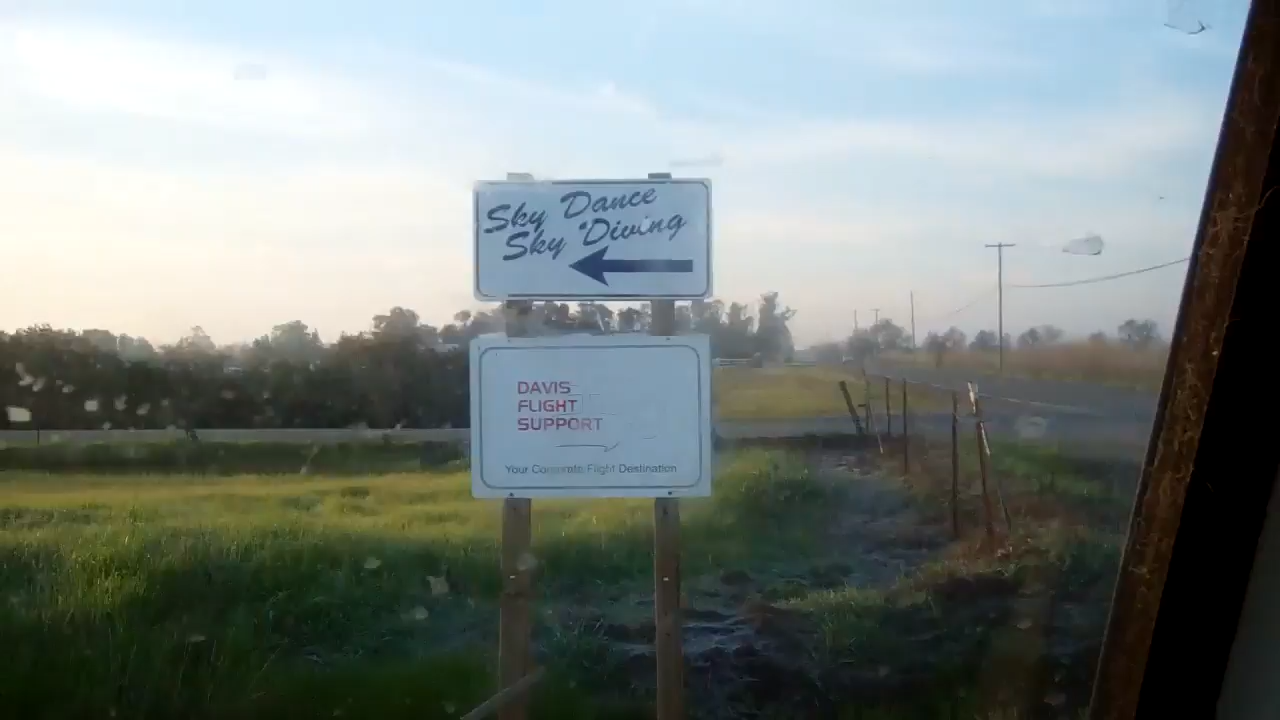 Sky Dance
Sky Diving
DAVIS
FLIGHT
SUPPORT
Your Corporate Flight Destination